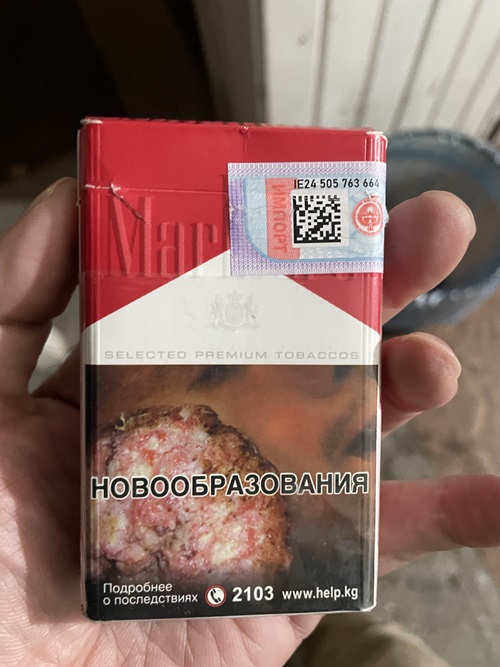 IE24 505 763 664
ИМПОРТ
SELECTED PREMIUM TOBACCOS
НОВООБРАЗОВАНИЯ
Подробнее
о последствиях 2103 www.help.kg